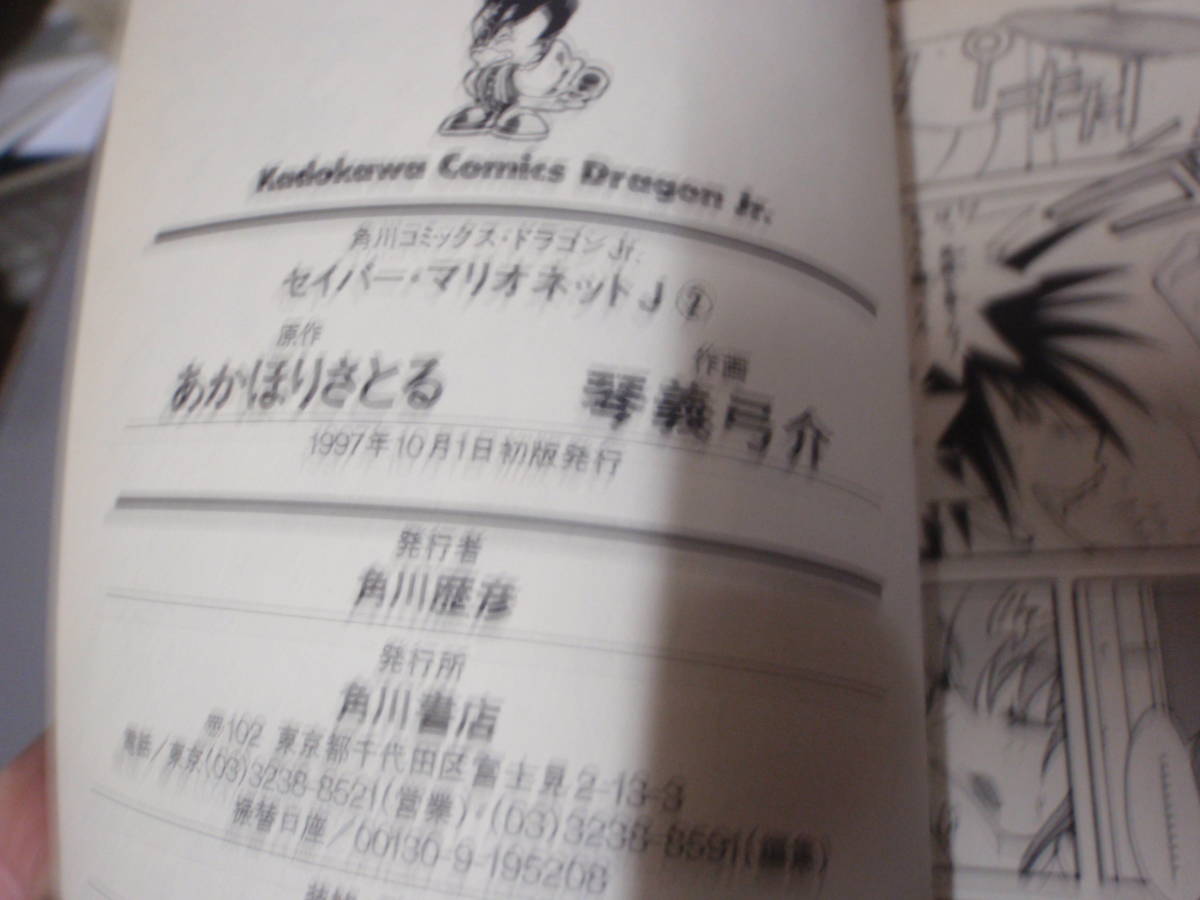 Kadokawa Comics Dragon Jr.
角川コミックス・ドラゴンJr.
セイバー・マリオネットJ②
原作
あかほりさとる
作画
琴義弓介
1997年10月1日初版発行
発行者
角川歴彦
発行所
角川書店
〠102 東京都千代田区富士見2-13-3
電話/東京(03)3238-8521(営業)・(03)3238-8591(編集)
振替口座/00130-9-195208